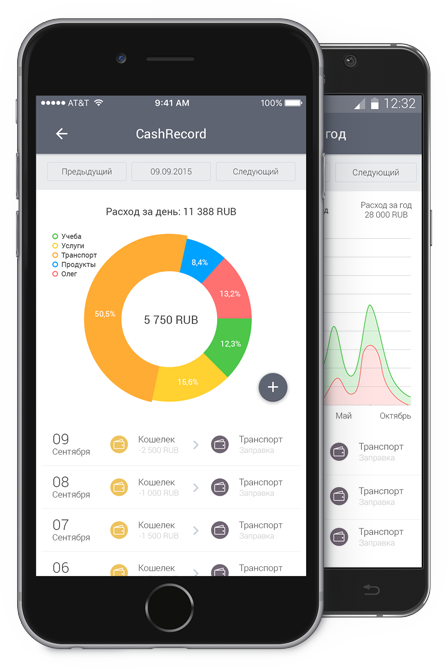 AT&T 9:41 AM 100%
CashRecord
Предыдущий 09.09.2015 Следующий
Расход за день: 11 388 RUB
Учеба
Услуги
Транспорт
Продукты
Олег
8,4%
13,2%
50,5%
5 750 RUB
12,3%
15,6%
+
09 Сентября Кошелек Транспорт
-2 500 RUB Заправка
08 Сентября Кошелек Транспорт
-1 000 RUB Заправка
07 Сентября Кошелек Транспорт
-1 500 RUB Заправка
06 Кошелек Транспорт
12:32
год
Следующий
Расход за год
28 000 RUB
Май Октябрь
Транспорт
Заправка
Транспорт
Заправка
Транспорт
Заправка